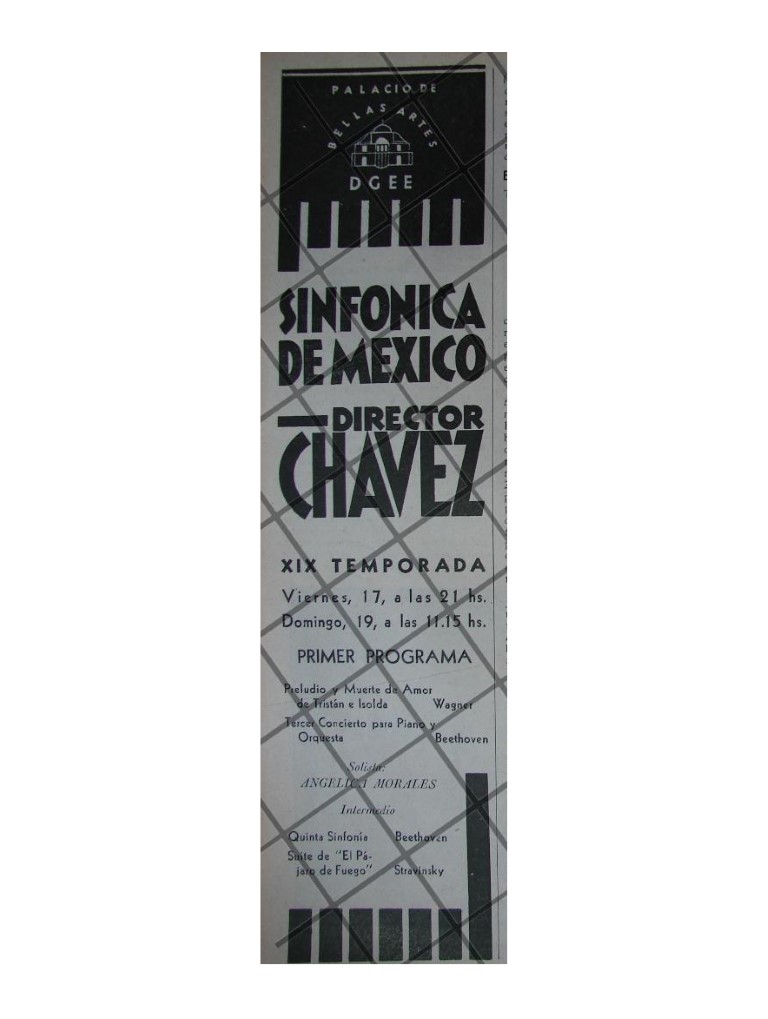 PALACIO DE
BELLAS ARTES
DGEE
SINFONICA
DE MEXICO
DIRECTOR
CHAVEZ
XIX TEMPORADA
Viernes, 17, a las 21 hs.
Domingo, 19, a las 11.15 hs.
PRIMER PROGRAMA
Preludio y Muerte de Amor
de Tristán e Isolda Wagner
Tercer Concierto para Piano y
Orquesta Beethoven
Solista:
ANGELICA MORALES
Intermedio
Quinta Sinfonía Beethoven
Suite de "El Pá-
jaro de Fuego" Stravinsky